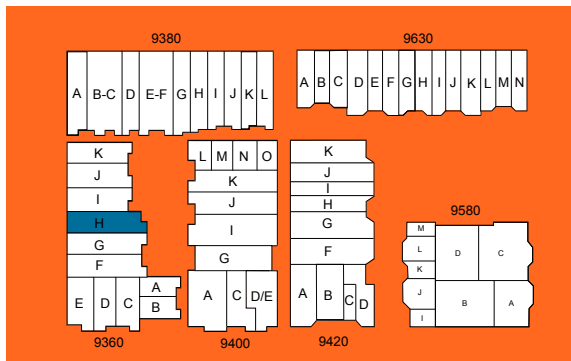 9380
9630
A B-C D E-F G H I J K L
A B C D E F G H I J K L M N
K
J
I
H
G
F
E D C A
B
9360
L M N O
K
J
I
G
A C D/E
9400
K
J
I
H
G
F
A B C D
9420
9580
M
L
K
J
I
D C
B A